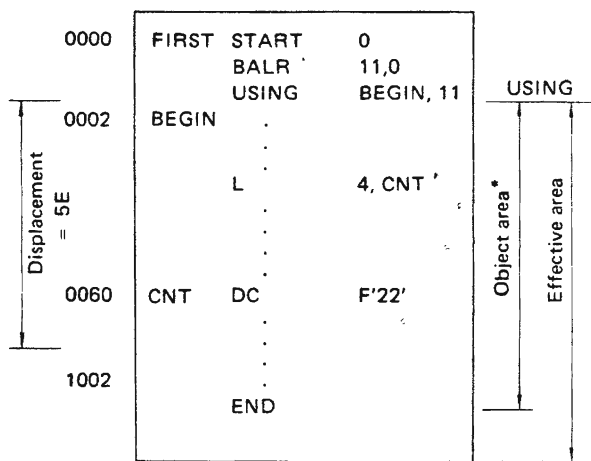 0000 FIRST START 0
BALR 11,0
USING BEGIN, 11
USING
0002 BEGIN
L 4, CNT
Displacement
= 5E
0060 CNT DC F'22'
1002
END
Object area*
Effective area